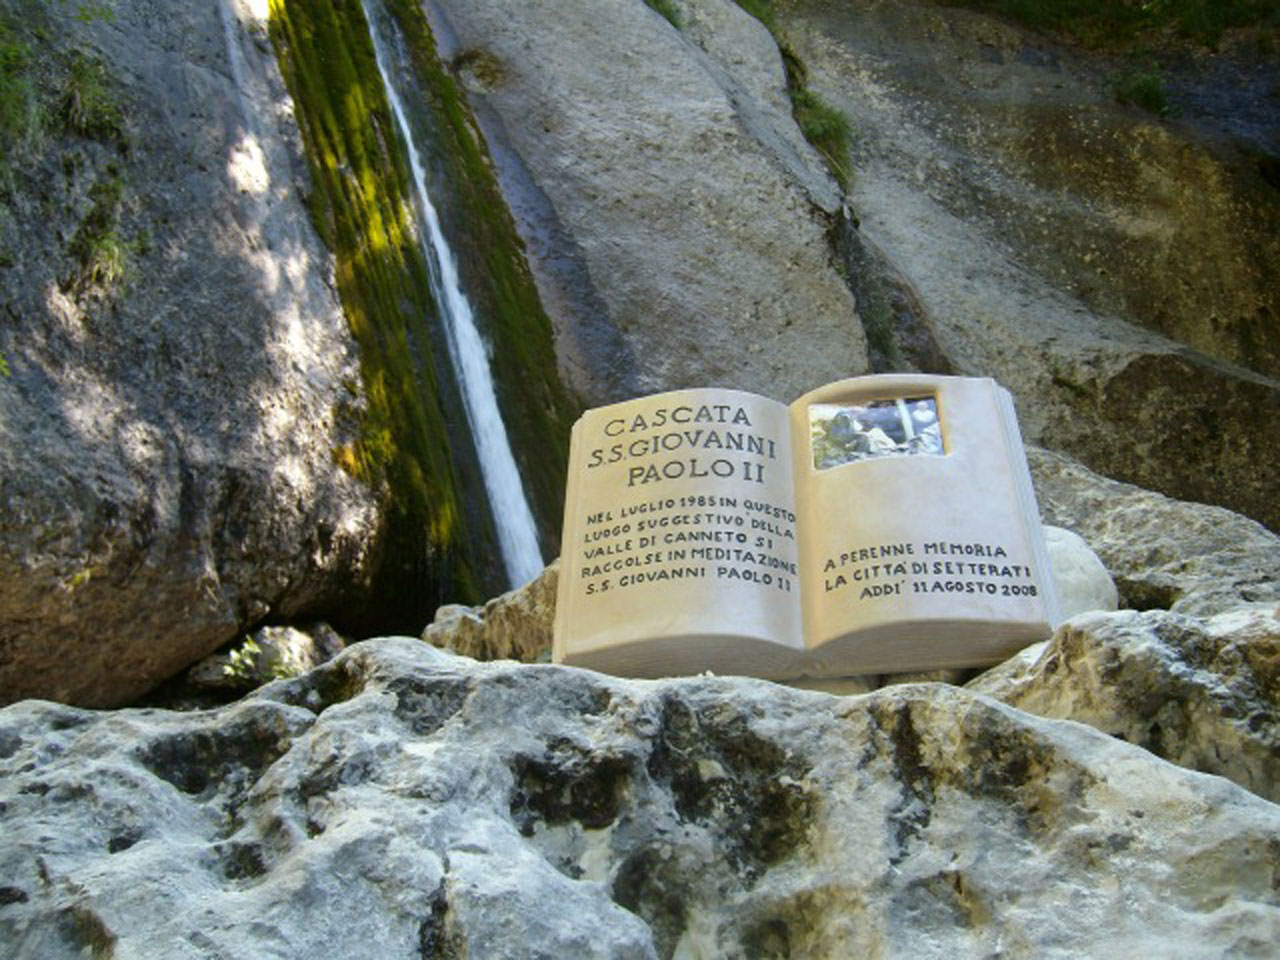 CASCATA
S.S.GIOVANNI
PAOLO II
NEL LUGLIO 1985 IN QUESTO
LUOGO SUGGESTIVO DELLA
VALLE DI CANNETO SI
RACCOLSE IN MEDITAZIONE
S.S. GIOVANNI PAOLO II
A PERENNE MEMORIA
LA CITTA' DI SETTERATI
ADDI' 11 AGOSTO 2008